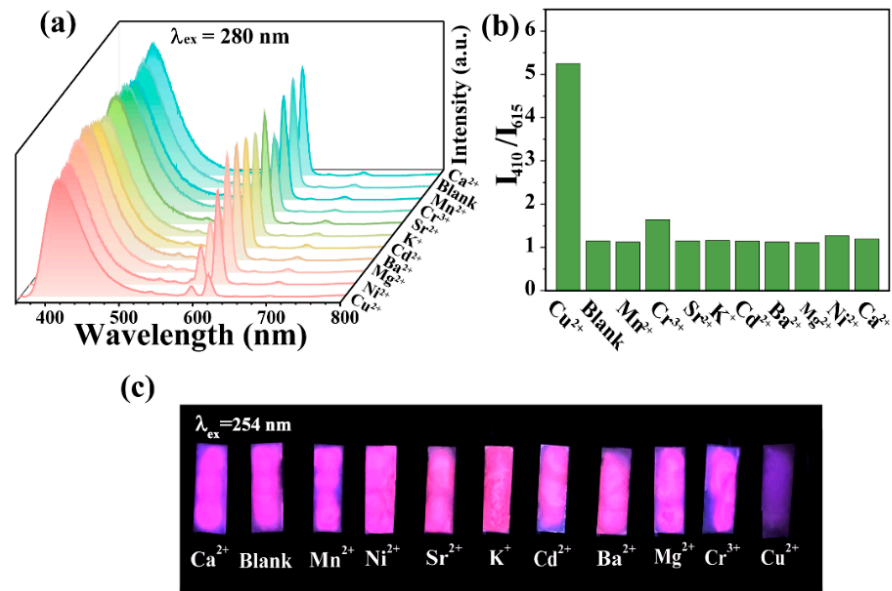 (a)
λex = 280 nm
Intensity (a.u.)
Ca²⁺
Blank
Mn²⁺
Cr³⁺
Sr²⁺
K⁺
Cd²⁺
Ba²⁺
Mg²⁺
Ni²⁺
Cu²⁺
400 500 600 700 800
Wavelength (nm)
(b)
I₄₁₀/I₆₁₅
6
5
4
3
2
1
0
Cu²⁺ Blank Mn²⁺ Cr³⁺ Sr²⁺ K⁺ Cd²⁺ Ba²⁺ Mg²⁺ Ni²⁺ Ca²⁺
(c)
λex=254 nm
Ca²⁺ Blank Mn²⁺ Ni²⁺ Sr²⁺ K⁺ Cd²⁺ Ba²⁺ Mg²⁺ Cr³⁺ Cu²⁺